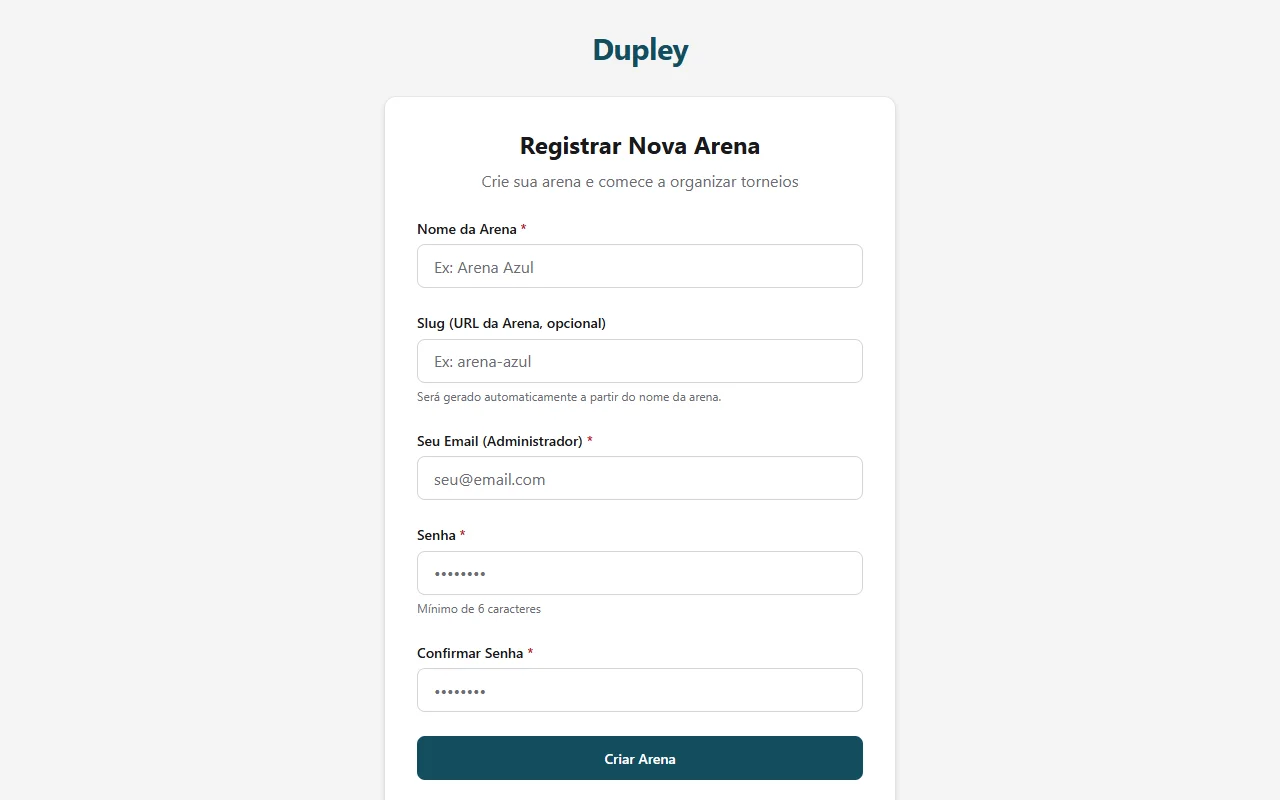 Dupley
Registrar Nova Arena
Crie sua arena e comece a organizar torneios
Nome da Arena *
Ex: Arena Azul
Slug (URL da Arena, opcional)
Ex: arena-azul
Será gerado automaticamente a partir do nome da arena.
Seu Email (Administrador) *
seu@email.com
Senha *
••••••••
Mínimo de 6 caracteres
Confirmar Senha *
••••••••
Criar Arena